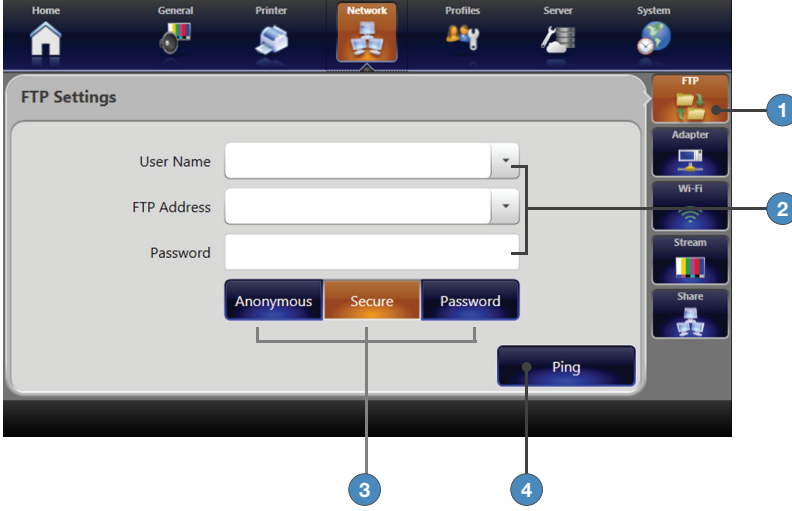 Home General Printer Network Profiles Server System
FTP Settings
FTP
1
Adapter
User Name
Wi-Fi
FTP Address
2
Stream
Password
Share
Anonymous Secure Password
Ping
3 4